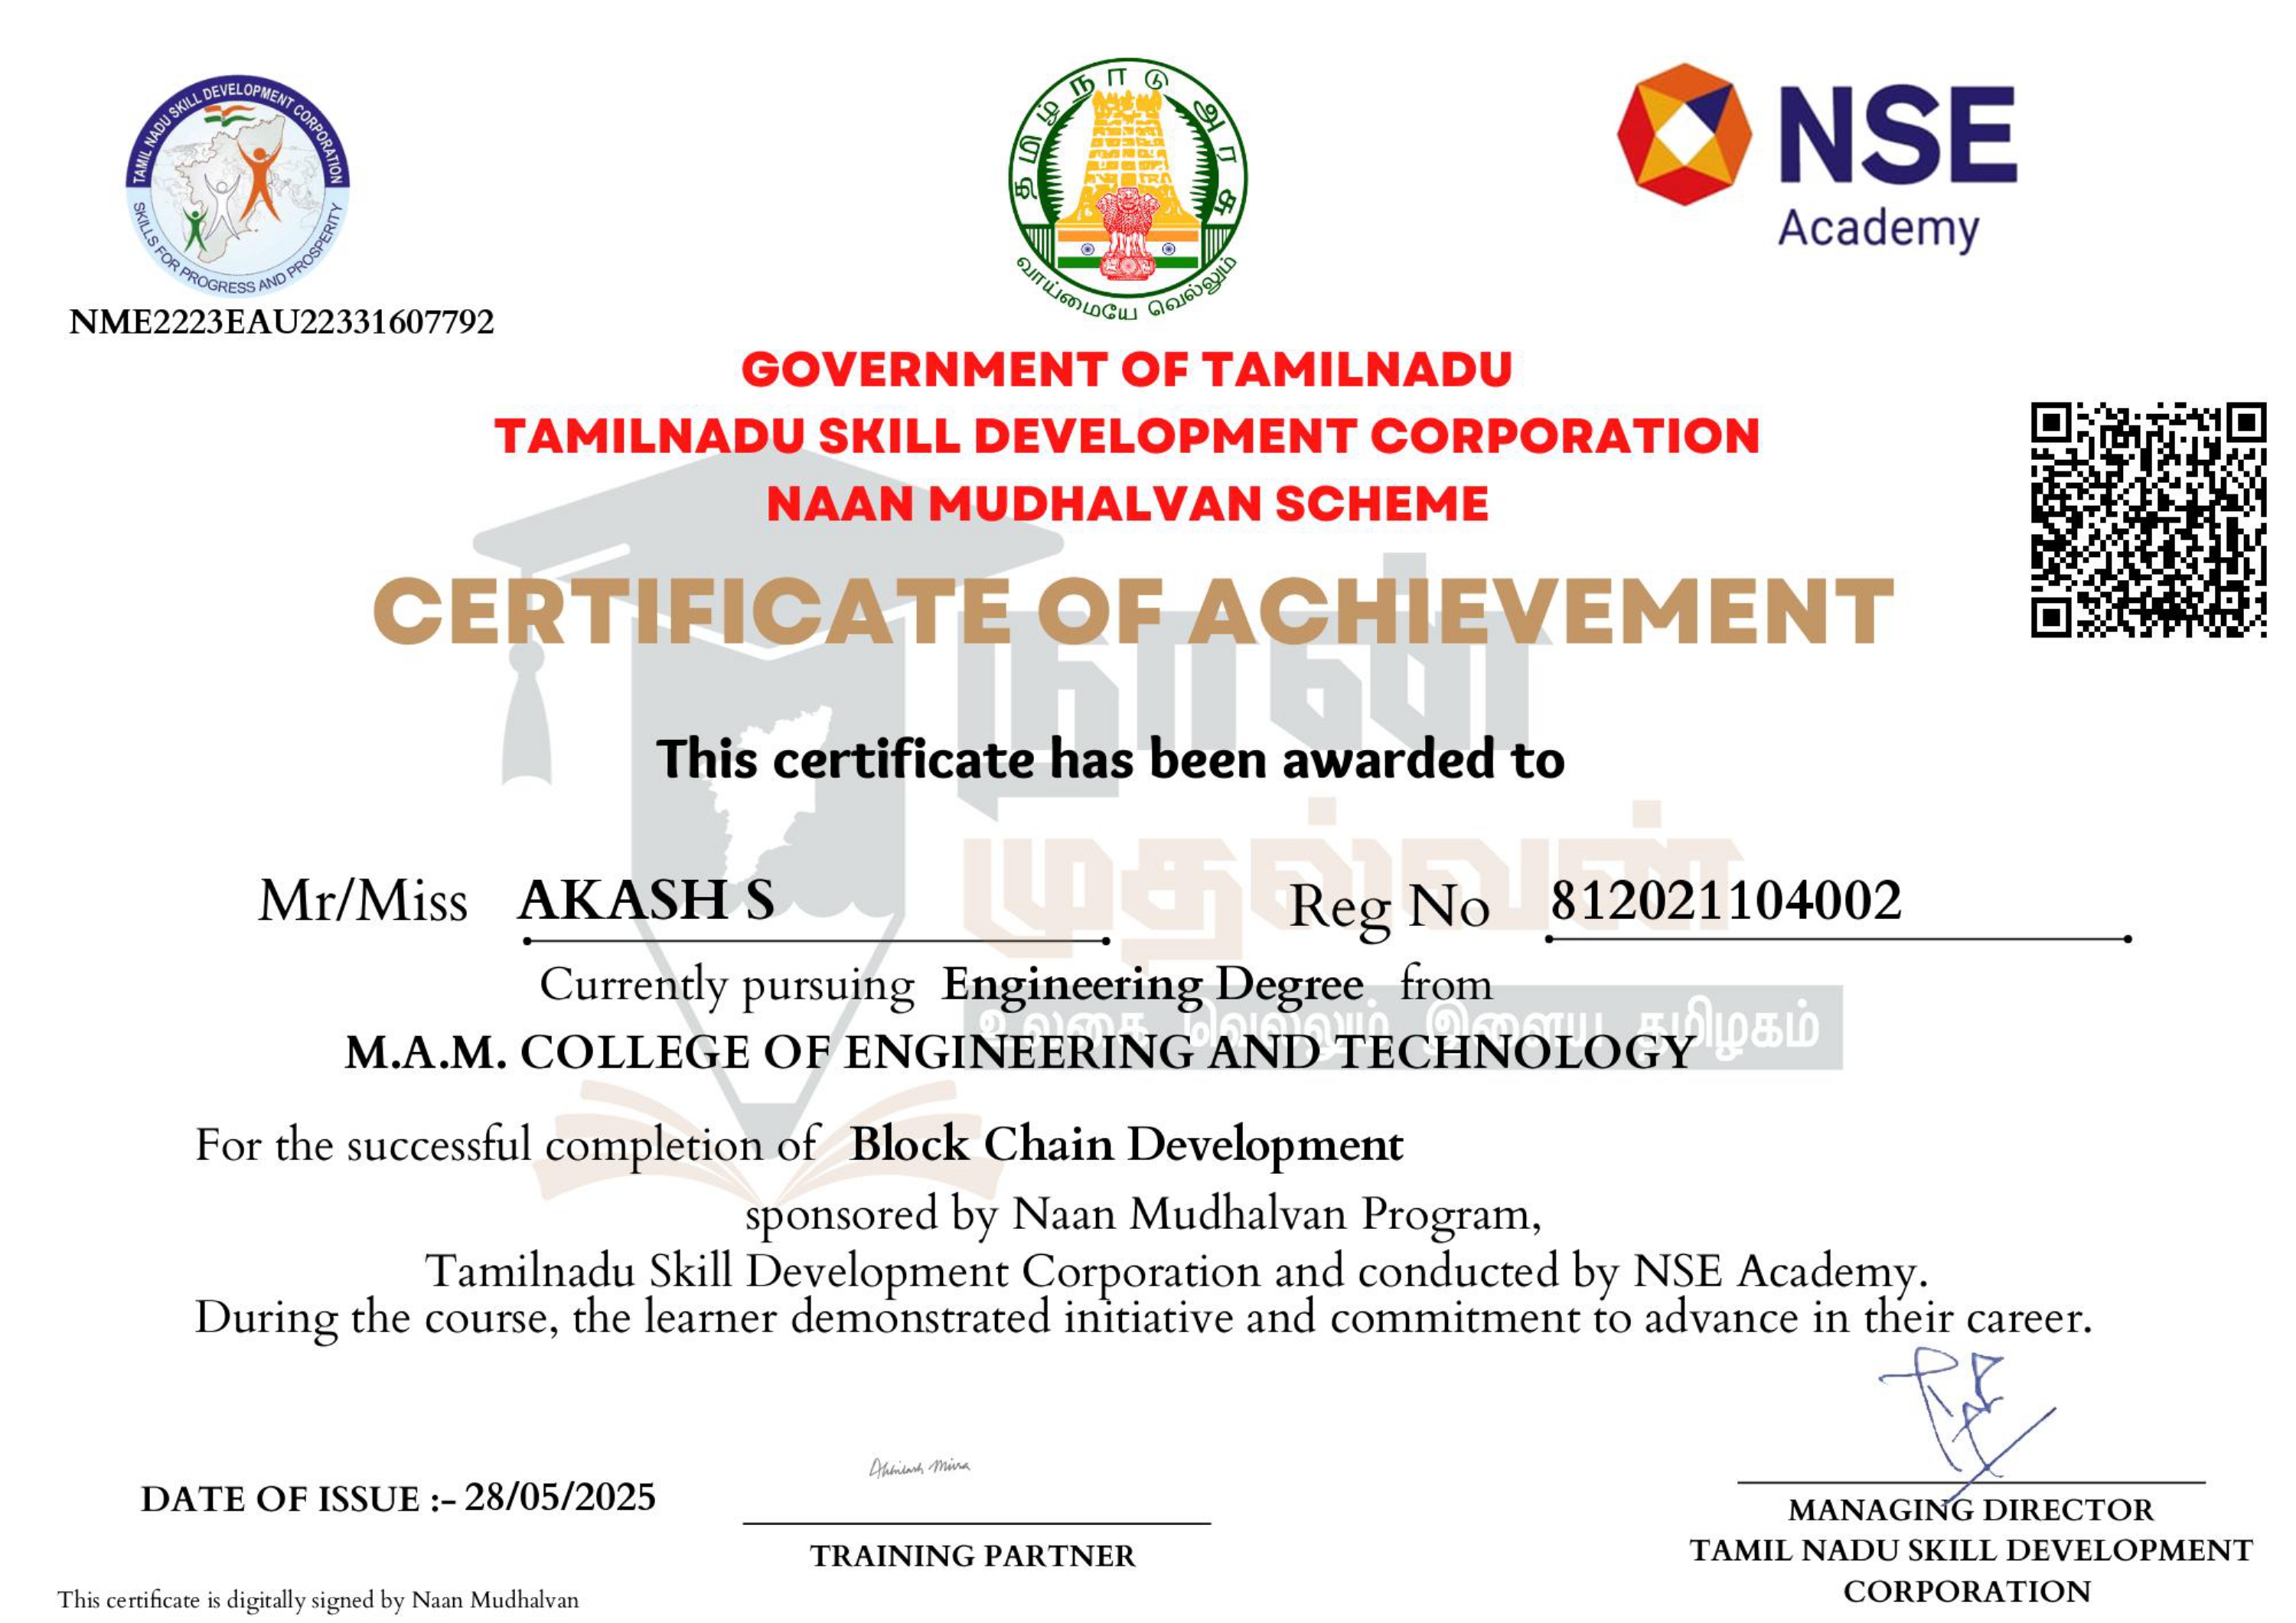 TAMIL NADU SKILL DEVELOPMENT CORPORATION
SKILLS FOR PROGRESS AND PROSPERITY
தமிழ் நாடு அரசு
வாய்மையே வெல்லும்
NSE
Academy
NME2223EAU22331607792
GOVERNMENT OF TAMILNADU
TAMILNADU SKILL DEVELOPMENT CORPORATION
NAAN MUDHALVAN SCHEME
CERTIFICATE OF ACHIEVEMENT
நான்
This certificate has been awarded to
முதல்வன்
Mr/Miss AKASH S Reg No 812021104002
Currently pursuing Engineering Degree from
உலகை வெல்லும் இளைய தமிழகம்
M.A.M. COLLEGE OF ENGINEERING AND TECHNOLOGY
For the successful completion of Block Chain Development
sponsored by Naan Mudhalvan Program,
Tamilnadu Skill Development Corporation and conducted by NSE Academy.
During the course, the learner demonstrated initiative and commitment to advance in their career.
DATE OF ISSUE :- 28/05/2025
TRAINING PARTNER
MANAGING DIRECTOR
TAMIL NADU SKILL DEVELOPMENT
CORPORATION
This certificate is digitally signed by Naan Mudhalvan